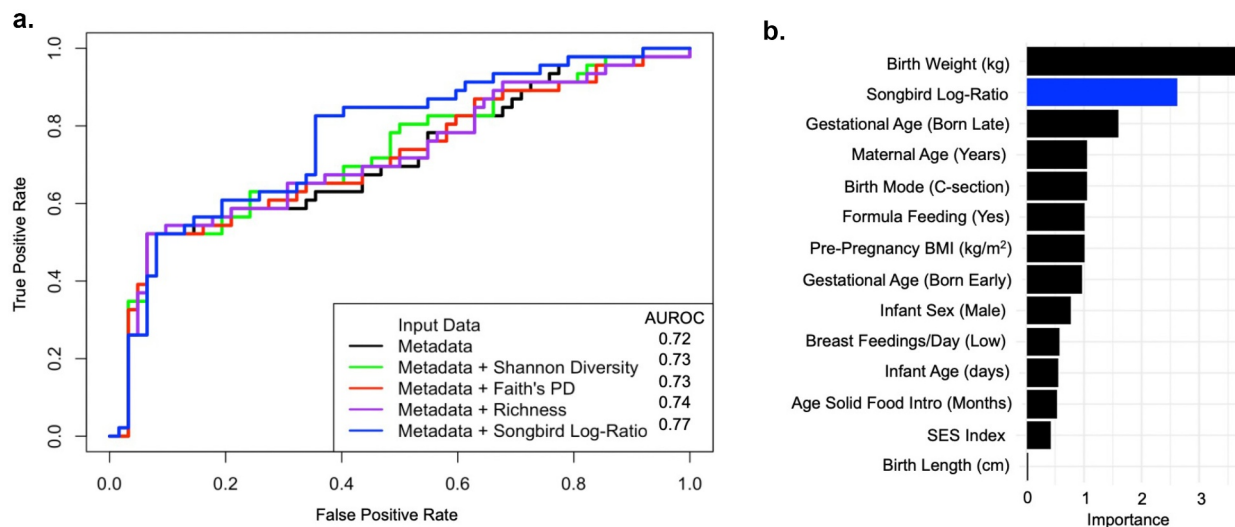 a.
1.0
0.8
0.6
0.4
0.2
0.0
True Positive Rate
Input Data AUROC
Metadata 0.72
Metadata + Shannon Diversity 0.73
Metadata + Faith's PD 0.73
Metadata + Richness 0.74
Metadata + Songbird Log-Ratio 0.77
0.0 0.2 0.4 0.6 0.8 1.0
False Positive Rate
b.
Birth Weight (kg)
Songbird Log-Ratio
Gestational Age (Born Late)
Maternal Age (Years)
Birth Mode (C-section)
Formula Feeding (Yes)
Pre-Pregnancy BMI (kg/m²)
Gestational Age (Born Early)
Infant Sex (Male)
Breast Feedings/Day (Low)
Infant Age (days)
Age Solid Food Intro (Months)
SES Index
Birth Length (cm)
0 1 2 3
Importance